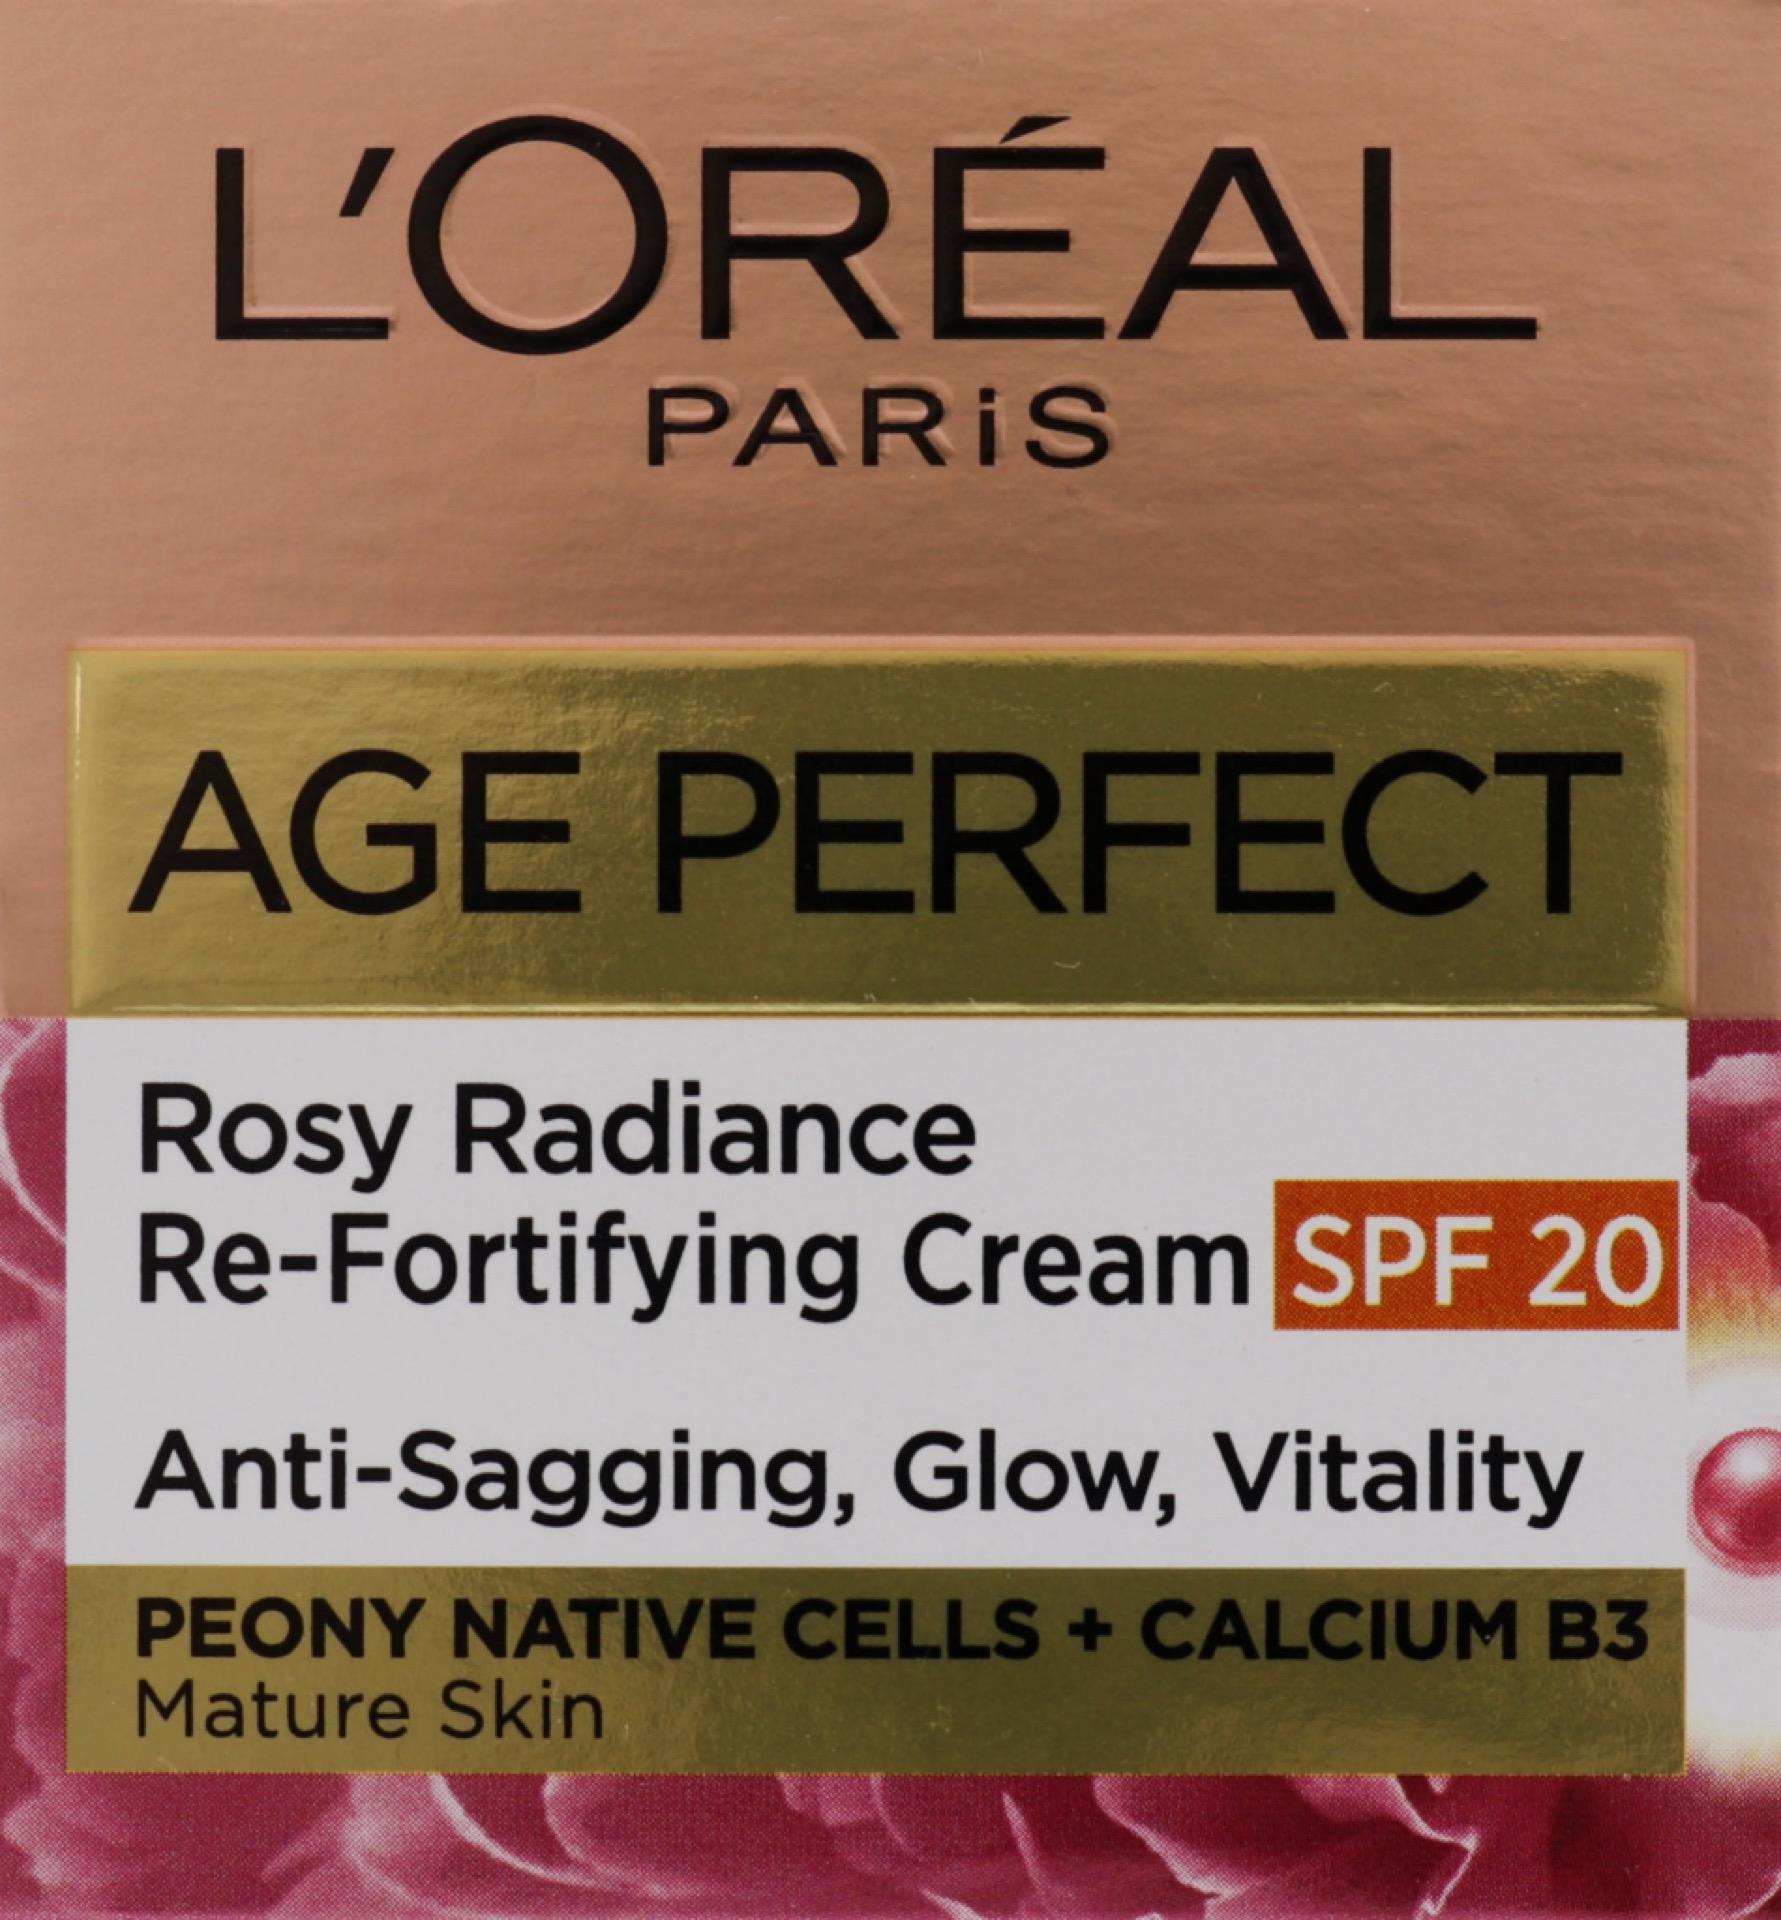 L'ORÉAL
PARiS
AGE PERFECT
Rosy Radiance
Re-Fortifying Cream SPF 20
Anti-Sagging, Glow, Vitality
PEONY NATIVE CELLS + CALCIUM B3
Mature Skin